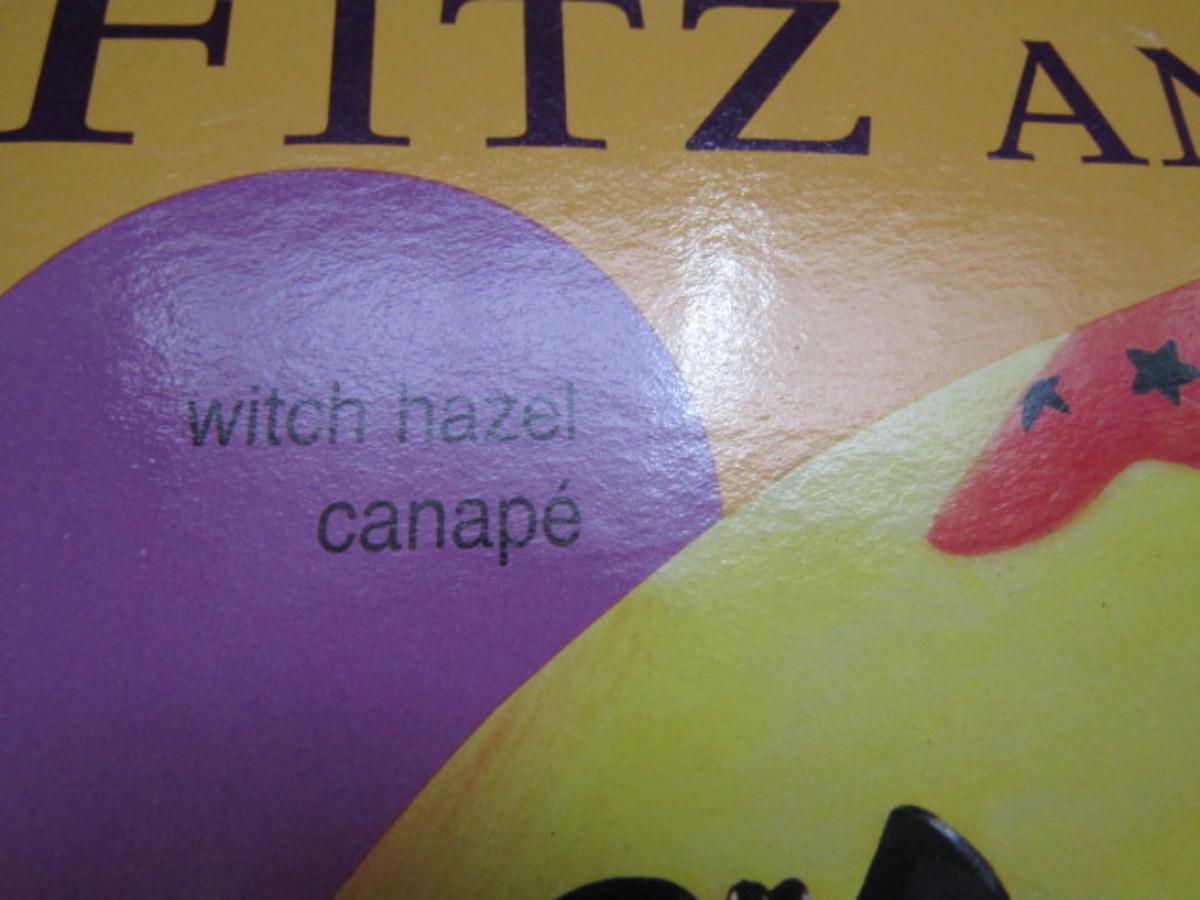 FITZ AN
witch hazel
canapé